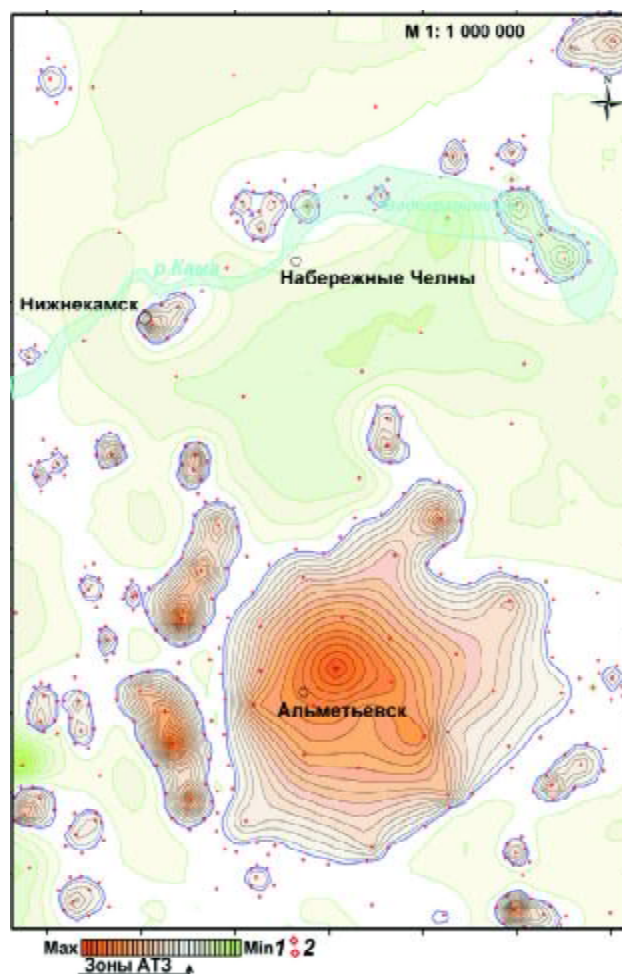 М 1: 1 000 000
N
р.Кама
Набережные Челны
Нижнекамск
Альметьевск
Max Min 1 2
Зоны АТЗ